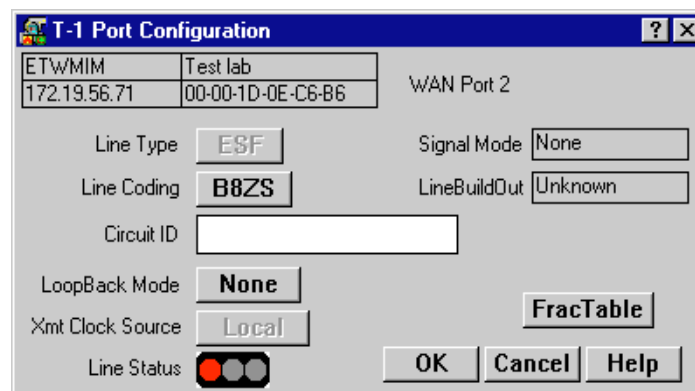 T-1 Port Configuration ? X
ETWMIM Test lab
172.19.56.71 00-00-1D-0E-C6-B6
WAN Port 2
Line Type ESF Signal Mode None
Line Coding B8ZS LineBuildOut Unknown
Circuit ID
LoopBack Mode None
Xmt Clock Source Local FracTable
Line Status OK Cancel Help